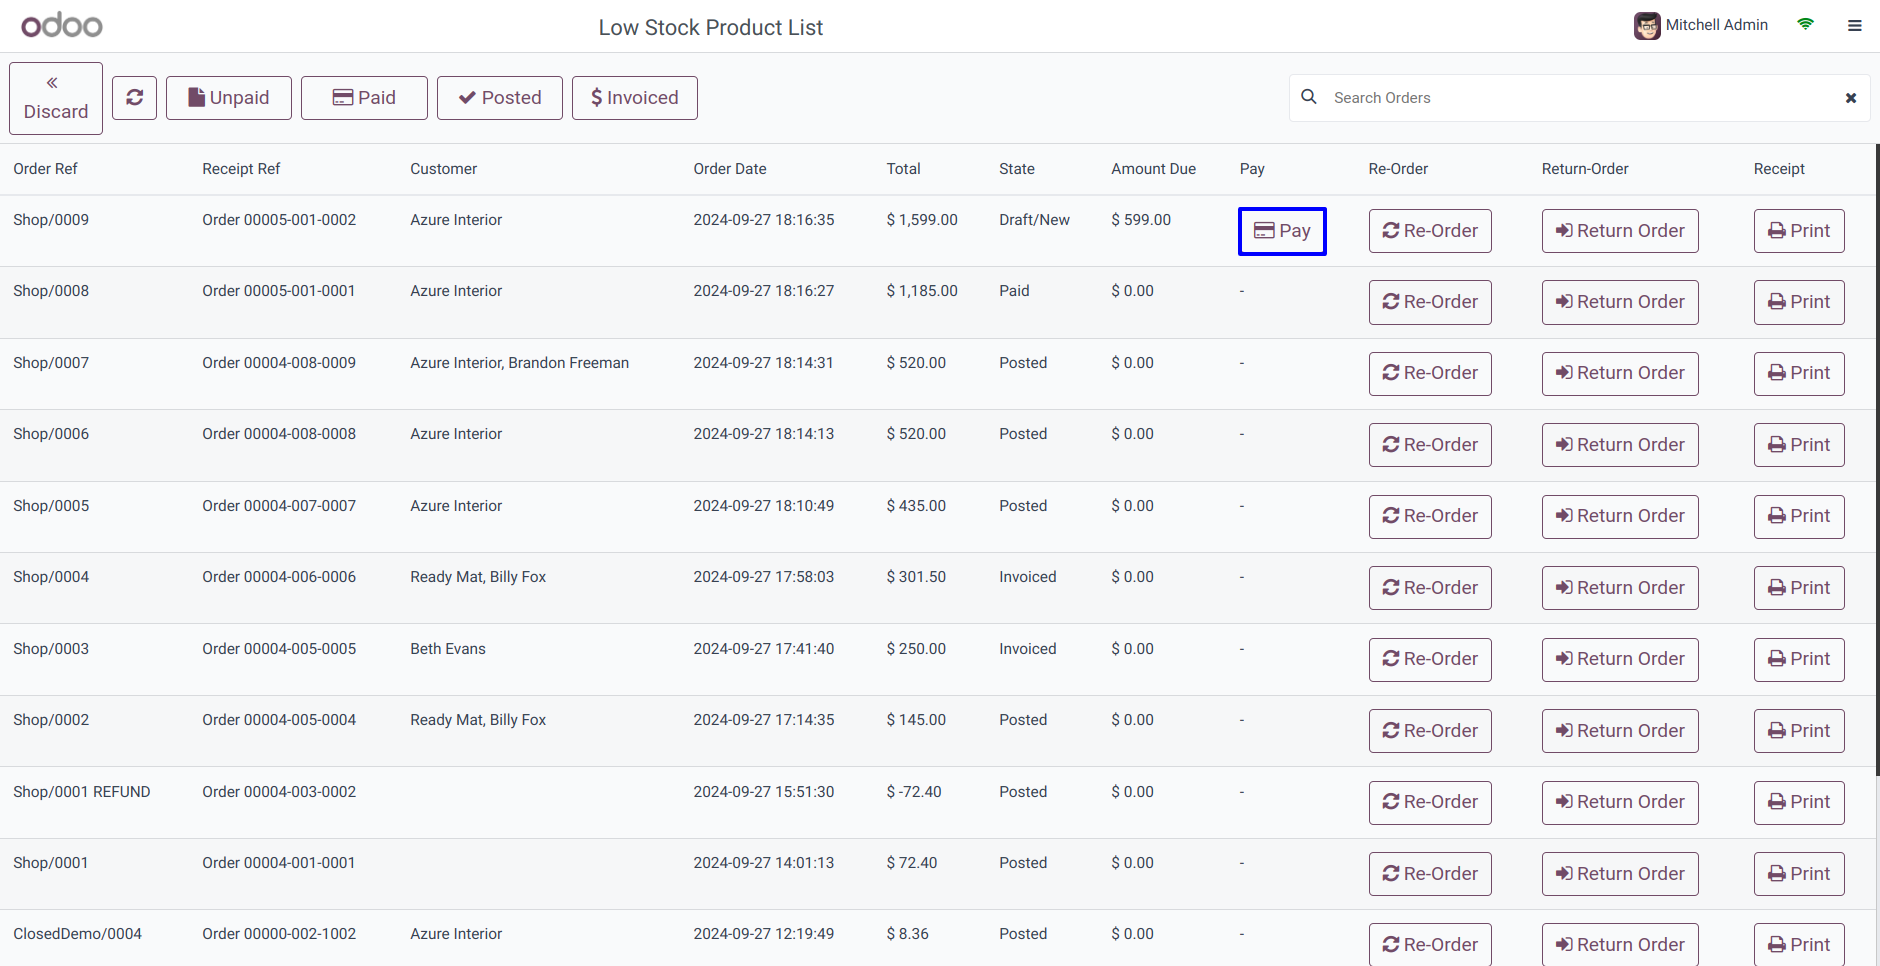 odoo
Low Stock Product List
Mitchell Admin
Discard
Unpaid
Paid
Posted
Invoiced
Search Orders
Order Ref Receipt Ref Customer Order Date Total State Amount Due Pay Re-Order Return-Order Receipt
Shop/0009 Order 00005-001-0002 Azure Interior 2024-09-27 18:16:35 $ 1,599.00 Draft/New $ 599.00 Pay Re-Order Return Order Print
Shop/0008 Order 00005-001-0001 Azure Interior 2024-09-27 18:16:27 $ 1,185.00 Paid $ 0.00 - Re-Order Return Order Print
Shop/0007 Order 00004-008-0009 Azure Interior, Brandon Freeman 2024-09-27 18:14:31 $ 520.00 Posted $ 0.00 - Re-Order Return Order Print
Shop/0006 Order 00004-008-0008 Azure Interior 2024-09-27 18:14:13 $ 520.00 Posted $ 0.00 - Re-Order Return Order Print
Shop/0005 Order 00004-007-0007 Azure Interior 2024-09-27 18:10:49 $ 435.00 Posted $ 0.00 - Re-Order Return Order Print
Shop/0004 Order 00004-006-0006 Ready Mat, Billy Fox 2024-09-27 17:58:03 $ 301.50 Invoiced $ 0.00 - Re-Order Return Order Print
Shop/0003 Order 00004-005-0005 Beth Evans 2024-09-27 17:41:40 $ 250.00 Invoiced $ 0.00 - Re-Order Return Order Print
Shop/0002 Order 00004-005-0004 Ready Mat, Billy Fox 2024-09-27 17:14:35 $ 145.00 Posted $ 0.00 - Re-Order Return Order Print
Shop/0001 REFUND Order 00004-003-0002 2024-09-27 15:51:30 $ -72.40 Posted $ 0.00 - Re-Order Return Order Print
Shop/0001 Order 00004-001-0001 2024-09-27 14:01:13 $ 72.40 Posted $ 0.00 - Re-Order Return Order Print
ClosedDemo/0004 Order 00000-002-1002 Azure Interior 2024-09-27 12:19:49 $ 8.36 Posted $ 0.00 - Re-Order Return Order Print